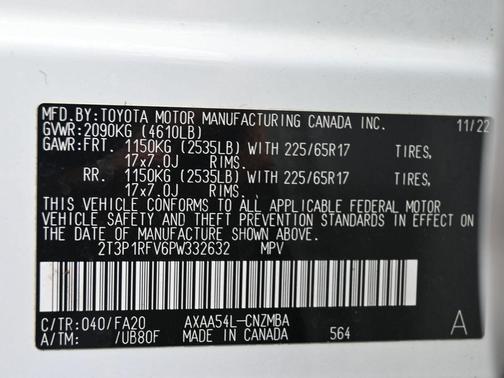 MFD.BY:TOYOTA MOTOR MANUFACTURING CANADA INC. 11/22
GVWR:2090KG (4610LB)
GAWR:FRT. 1150KG (2535LB) WITH 225/65R17 TIRES,
17x7.0J RIMS.
RR. 1150KG (2535LB) WITH 225/65R17 TIRES,
17x7.0J RIMS.
THIS VEHICLE CONFORMS TO ALL APPLICABLE FEDERAL MOTOR
VEHICLE SAFETY AND THEFT PREVENTION STANDARDS IN EFFECT ON
THE DATE OF MANUFACTURE SHOWN ABOVE.
2T3P1RFV6PW332632 MPV
C/TR:040/FA20 AXAA54L-CNZMBA A
A/TM: /UB80F MADE IN CANADA 564